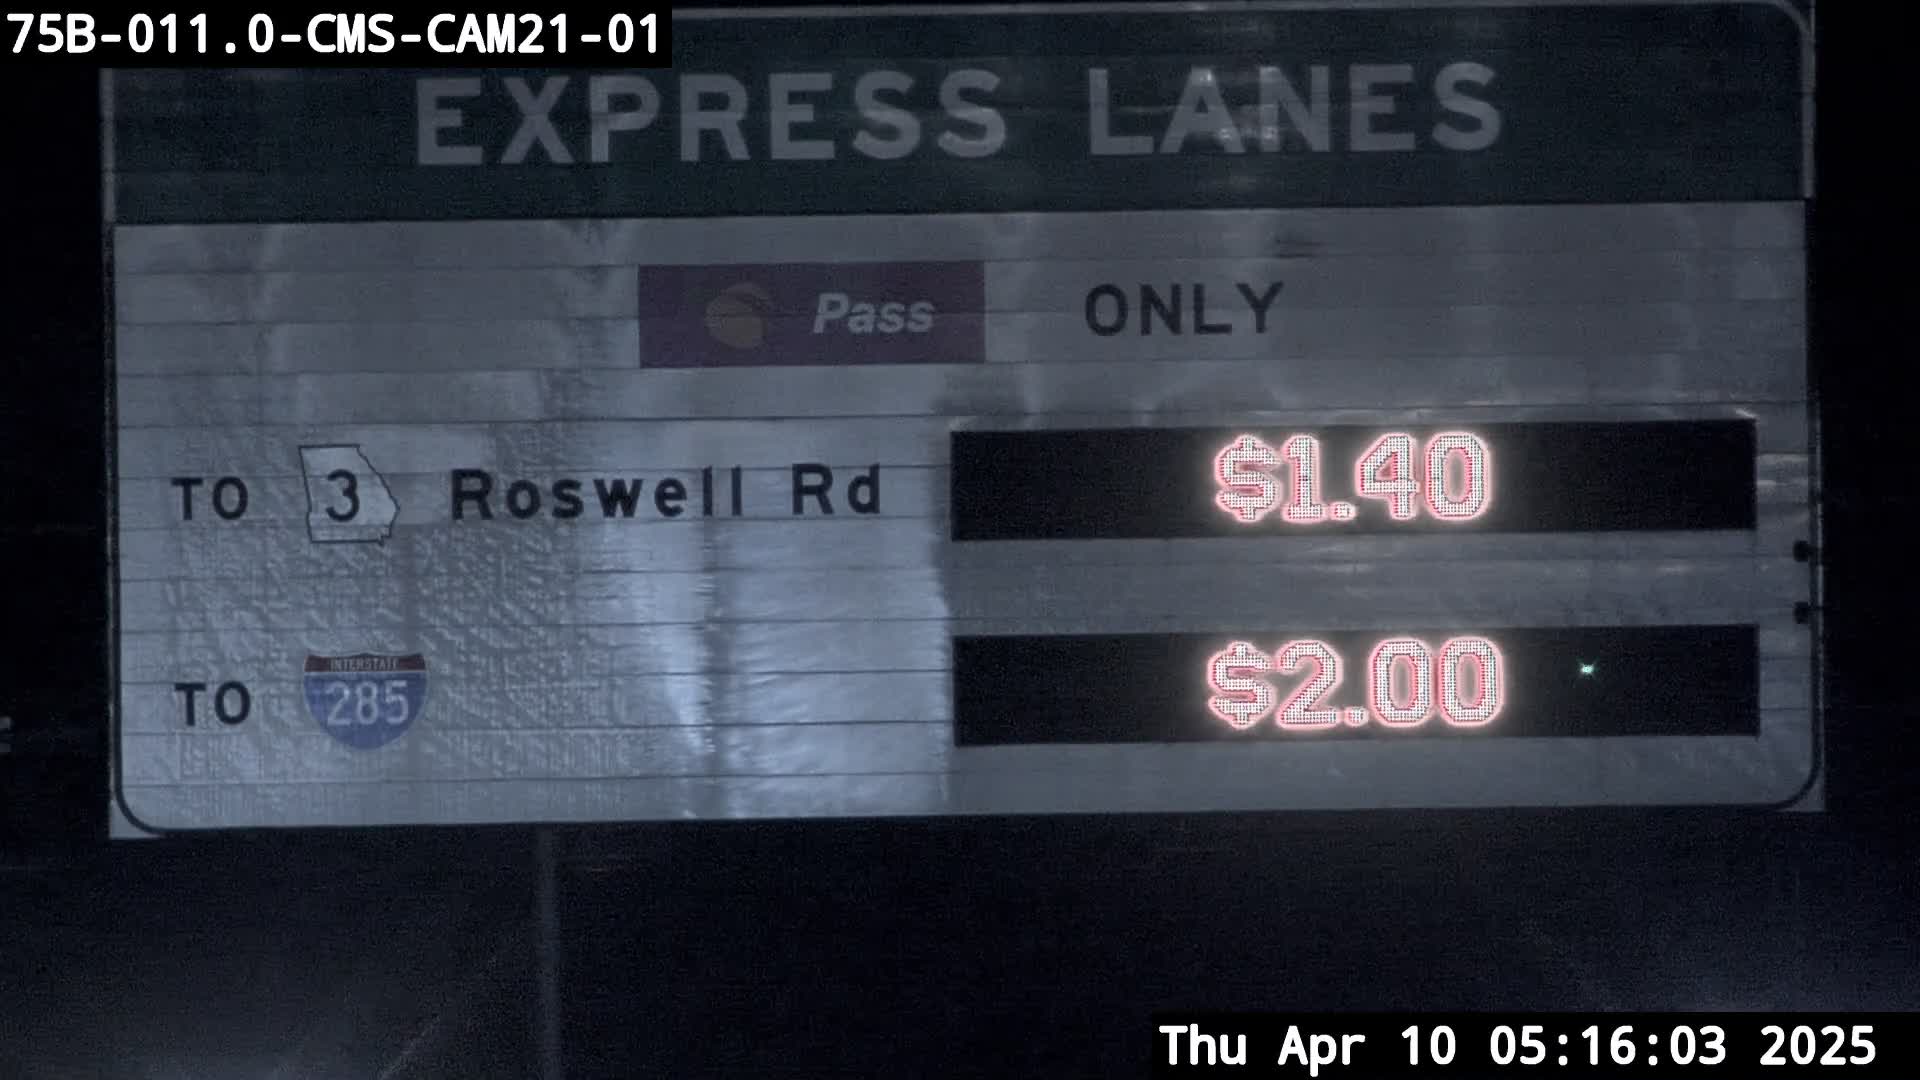 75B-011.0-CMS-CAM21-01
EXPRESS LANES
Pass ONLY
TO 3 Roswell Rd $1.40
TO INTERSTATE 285 $2.00
Thu Apr 10 05:16:03 2025